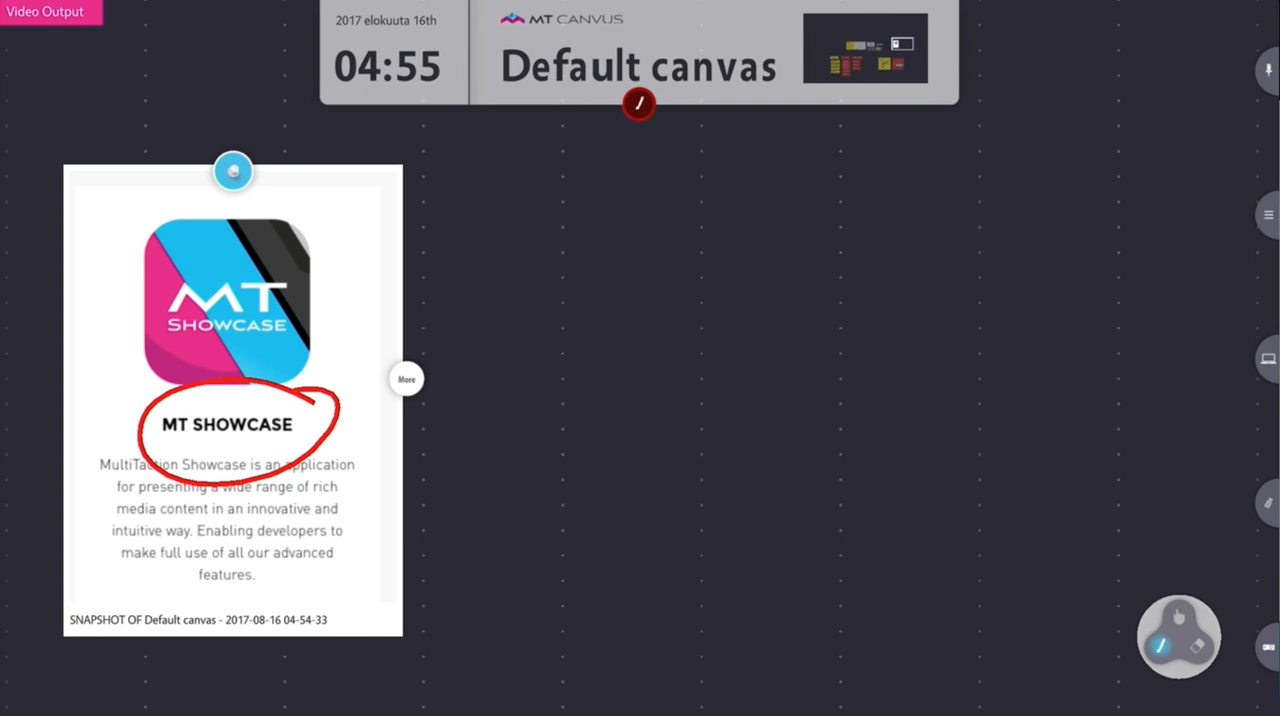 Video Output
2017 elokuuta 16th
04:55
MT CANVUS
Default canvas
MT
SHOWCASE
More
MT SHOWCASE
MultiTaction Showcase is an application
for presenting a wide range of rich
media content in an innovative and
intuitive way. Enabling developers to
make full use of all our advanced
features.
SNAPSHOT OF Default canvas - 2017-08-16 04-54-33